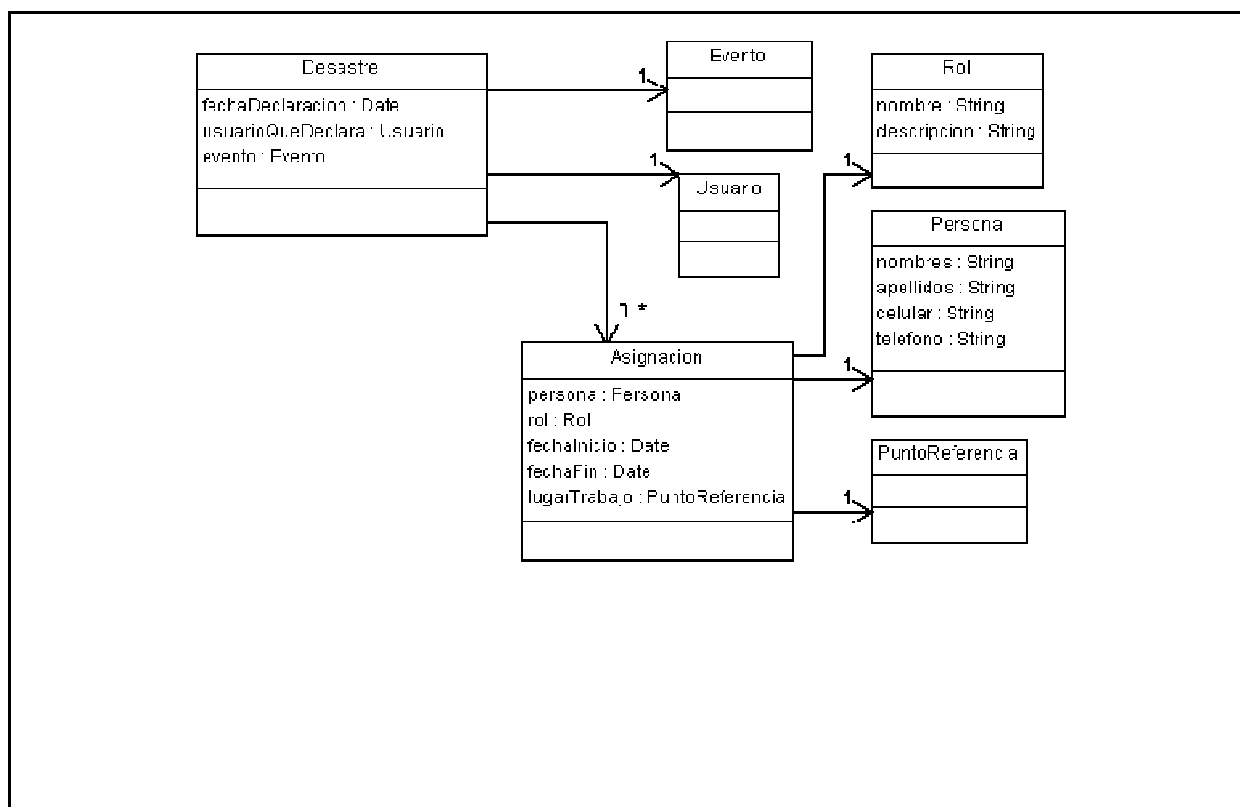 Desastre
fechaDeclaracion : Date
usuarioQueDeclara : Usuario
evento : Evento
1
Evento
1
Usuario
1
Rol
nombre : String
descripcion : String
Persona
nombres : String
apellidos : String
celular : String
telefono : String
1..*
Asignacion
persona : Persona
rol : Rol
fechaInicio : Date
fechaFin : Date
lugarTrabajo : PuntoReferencia
1
PuntoReferencia
1